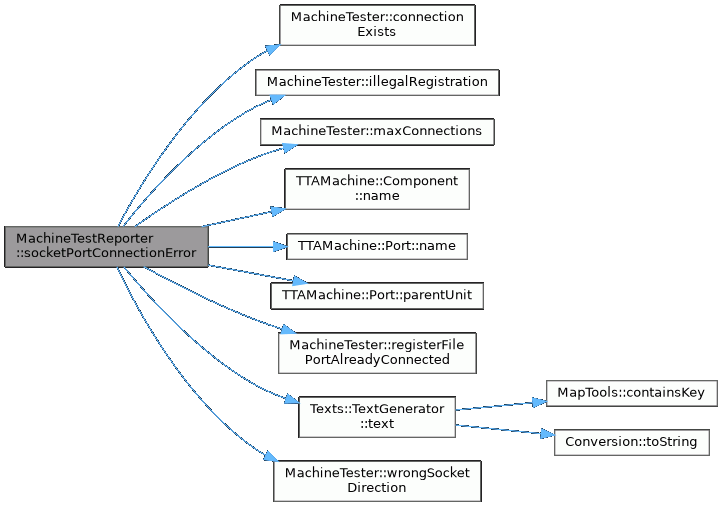 MachineTester::connection
Exists
MachineTester::illegalRegistration
MachineTester::maxConnections
TTAMachine::Component
::name
MachineTestReporter
::socketPortConnectionError
TTAMachine::Port::name
TTAMachine::Port::parentUnit
MachineTester::registerFile
PortAlreadyConnected
Texts::TextGenerator
::text
MapTools::containsKey
Conversion::toString
MachineTester::wrongSocket
Direction